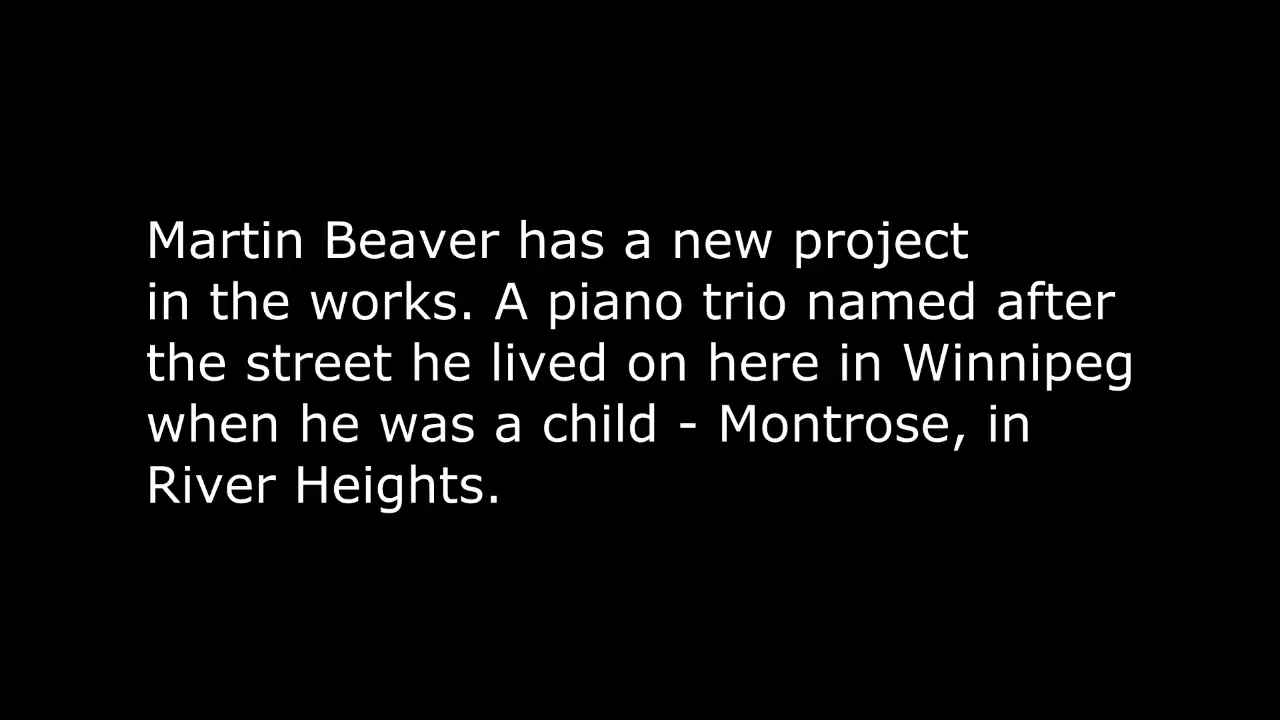 Martin Beaver has a new project
in the works. A piano trio named after
the street he lived on here in Winnipeg
when he was a child - Montrose, in
River Heights.